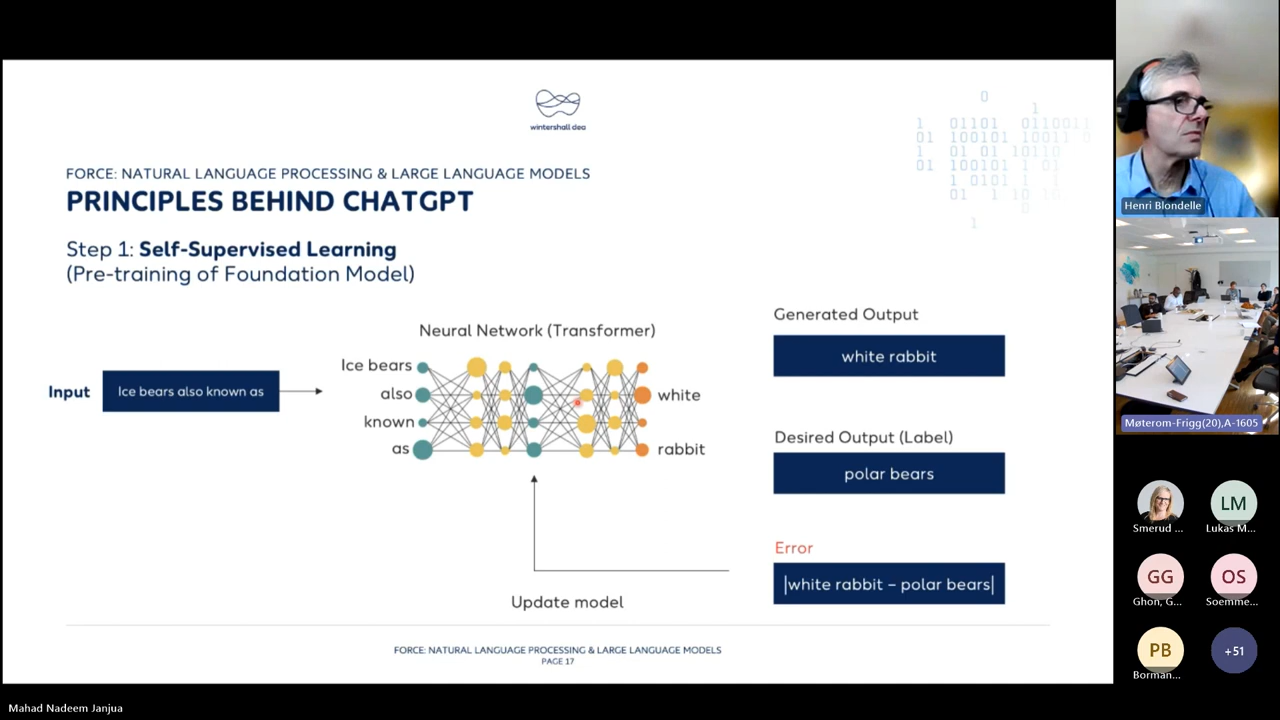 wintershall dea
FORCE: NATURAL LANGUAGE PROCESSING & LARGE LANGUAGE MODELS
PRINCIPLES BEHIND CHATGPT
Step 1: Self-Supervised Learning
(Pre-training of Foundation Model)
Neural Network (Transformer)
Input
Ice bears also known as
Ice bears
also
known
as
white
rabbit
Generated Output
white rabbit
Desired Output (Label)
polar bears
Error
|white rabbit – polar bears|
Update model
FORCE: NATURAL LANGUAGE PROCESSING & LARGE LANGUAGE MODELS
PAGE 17
Henri Blondelle
Møterom-Frigg(20),A-1605
LM
Smerud ...
Lukas M...
GG
OS
Ghon, G...
Soemme...
PB
+51
Borman...
Mahad Nadeem Janjua